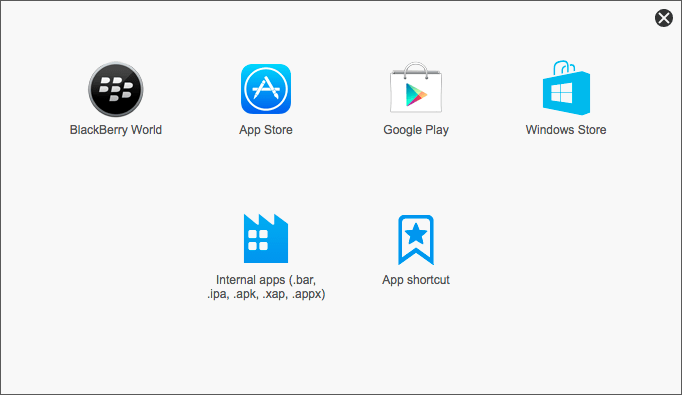 BlackBerry World
App Store
Google Play
Windows Store
Internal apps (.bar,
.ipa, .apk, .xap, .appx)
App shortcut